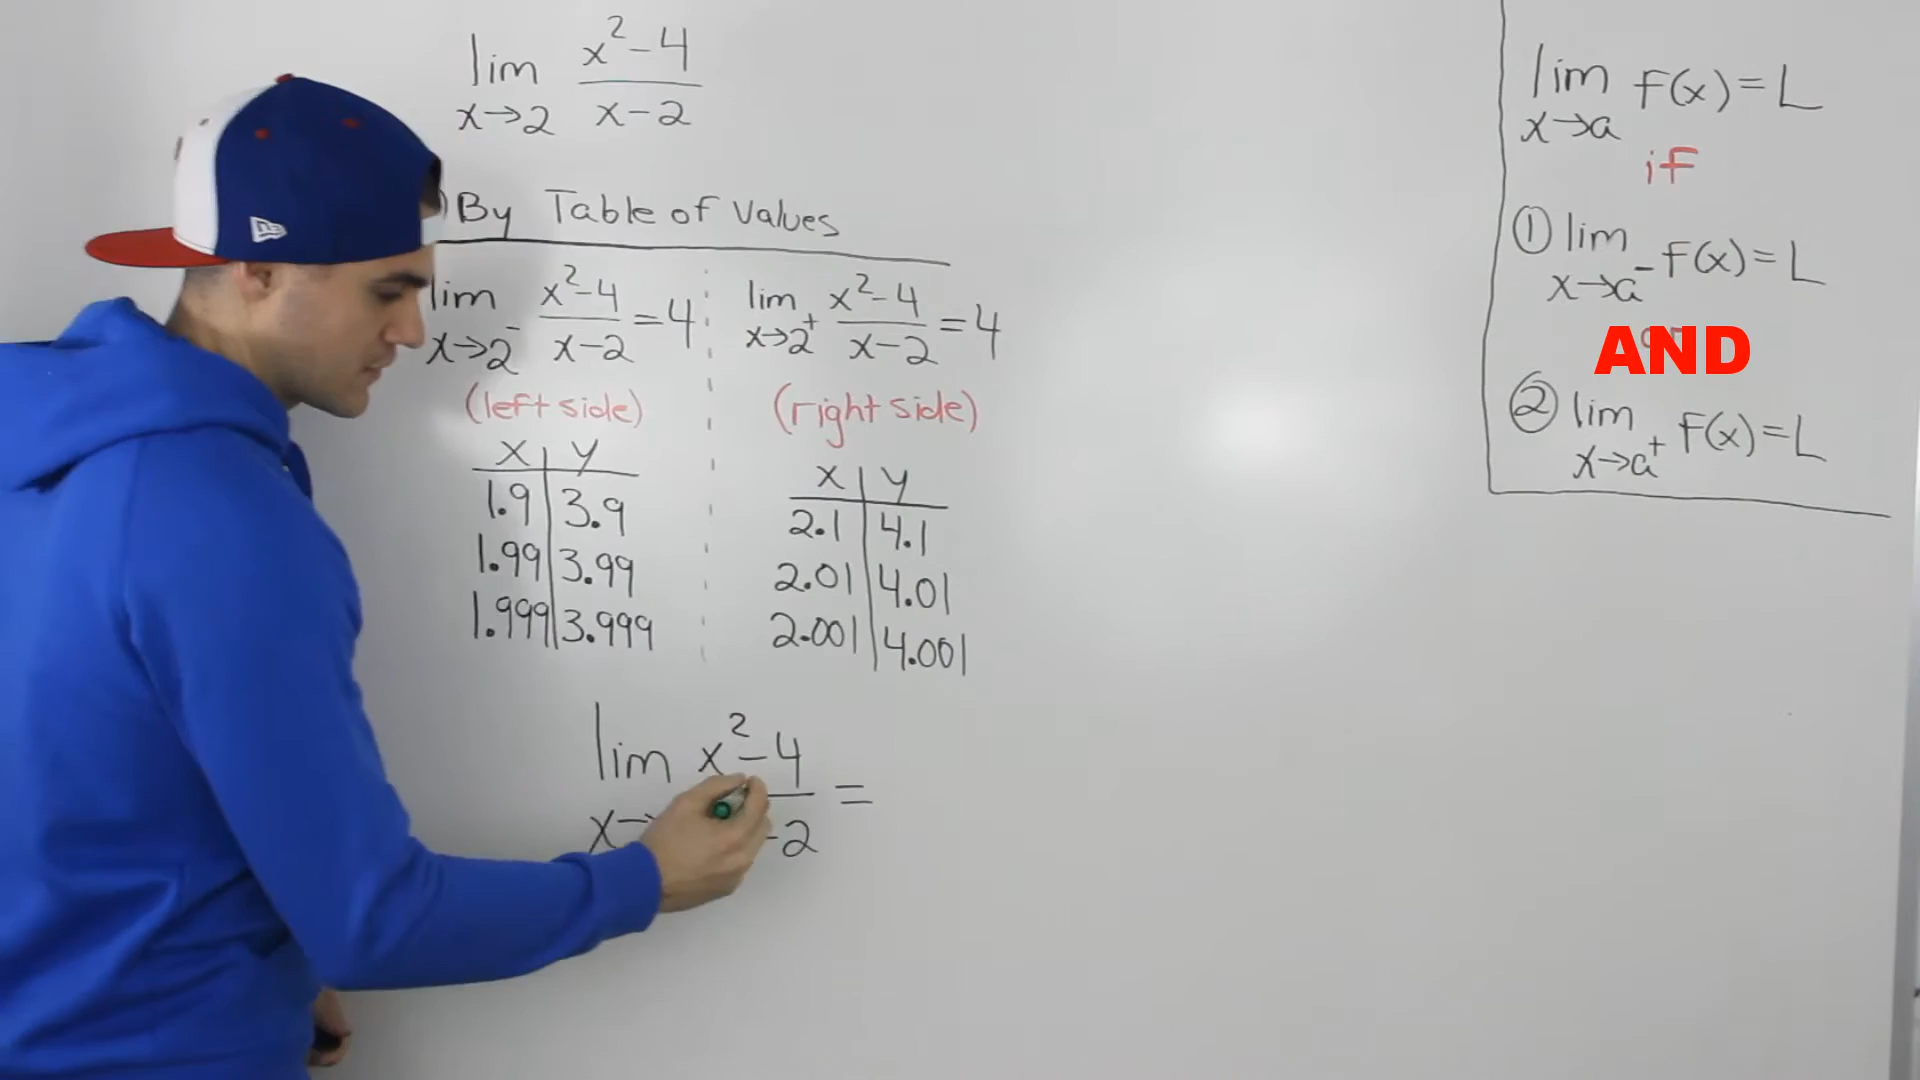 lim x²-4
x→2 x-2
By Table of Values
lim x²-4 = 4
x→2⁻ x-2
(left side)
x | y
1.9 | 3.9
1.99 | 3.99
1.999 | 3.999
lim x²-4 = 4
x→2⁺ x-2
(right side)
x | y
2.1 | 4.1
2.01 | 4.01
2.001 | 4.001
lim x²-4 =
x→ -2
lim f(x)=L
x→a
if
① lim f(x)=L
x→a⁻
AND
② lim f(x)=L
x→a⁺